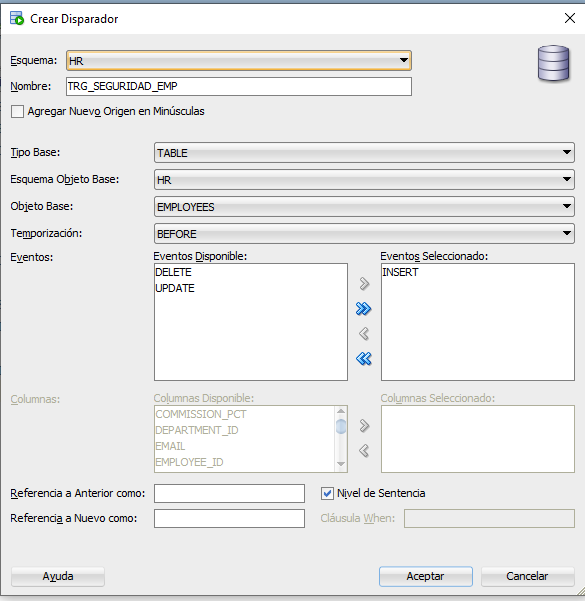 Crear Disparador
Esquema: HR
Nombre: TRG_SEGURIDAD_EMP
Agregar Nuevo Origen en Minúsculas
Tipo Base: TABLE
Esquema Objeto Base: HR
Objeto Base: EMPLOYEES
Temporización: BEFORE
Eventos: Eventos Disponible: Eventos Seleccionado:
DELETE INSERT
UPDATE
Columnas: Columnas Disponible: Columnas Seleccionado:
COMMISSION_PCT
DEPARTMENT_ID
EMAIL
EMPLOYEE_ID
Referencia a Anterior como: Nivel de Sentencia
Referencia a Nuevo como: Cláusula When:
Ayuda Aceptar Cancelar